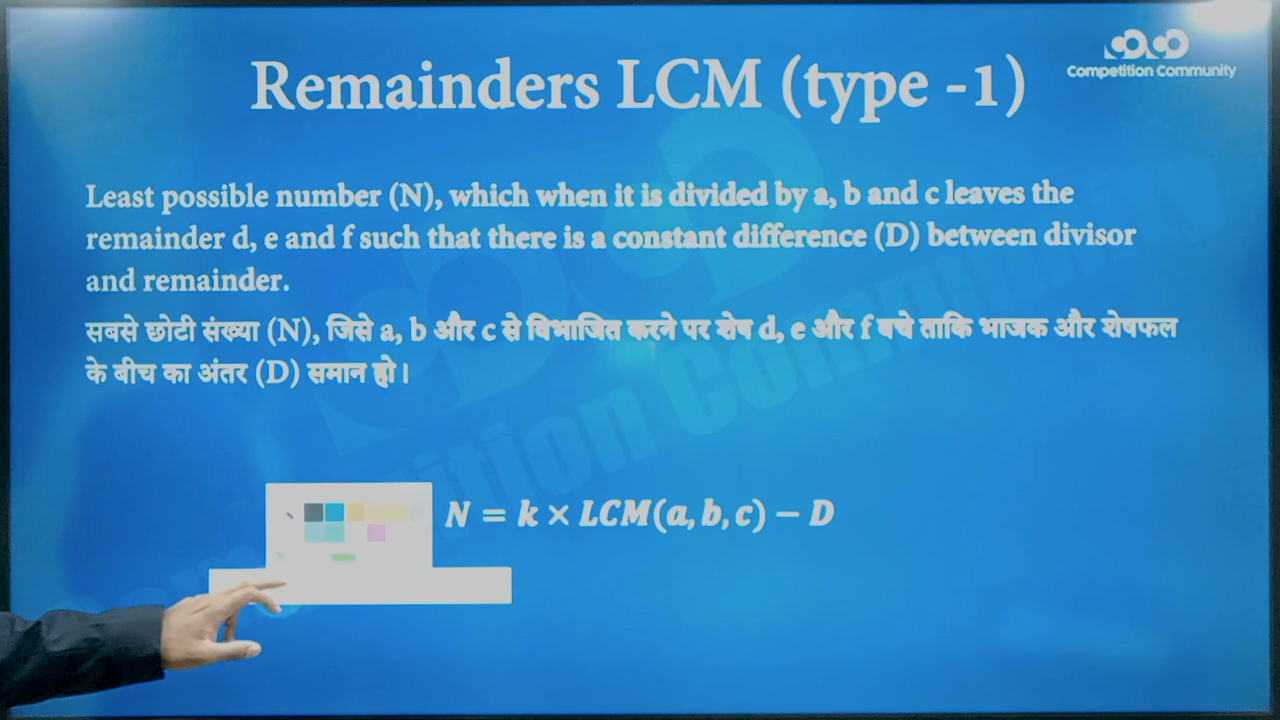 Competition Community
Remainders LCM (type -1)
Least possible number (N), which when it is divided by a, b and c leaves the
remainder d, e and f such that there is a constant difference (D) between divisor
and remainder.
सबसे छोटी संख्या (N), जिसे a, b और c से विभाजित करने पर शेष d, e और f बचे ताकि भाजक और शेषफल
के बीच का अंतर (D) समान हो।
N = k × LCM(a, b, c) − D